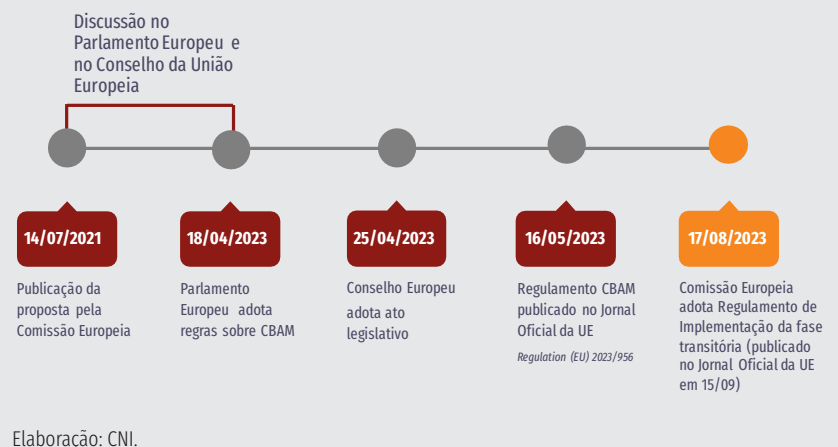 Discussão no
Parlamento Europeu e
no Conselho da União
Europeia
14/07/2021
Publicação da
proposta pela
Comissão Europeia
18/04/2023
Parlamento
Europeu adota
regras sobre CBAM
25/04/2023
Conselho Europeu
adota ato
legislativo
16/05/2023
Regulamento CBAM
publicado no Jornal
Oficial da UE
Regulation (EU) 2023/956
17/08/2023
Comissão Europeia
adota Regulamento de
Implementação da fase
transitória (publicado
no Jornal Oficial da UE
em 15/09)
Elaboração: CNI.